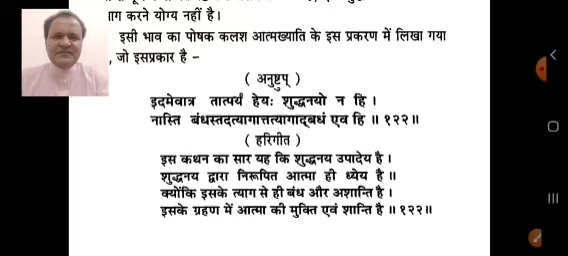 ाग करने योग्य नहीं है।
इसी भाव का पोषक कलश आत्मख्याति के इस प्रकरण में लिखा गया
, जो इसप्रकार है –
( अनुष्टुप् )
इदमेवात्र तात्पर्यं हेयः शुद्धनयो न हि ।
नास्ति बंधस्तदत्यागात्तत्यागाद्बधं एव हि ॥ १२२॥
( हरिगीत )
इस कथन का सार यह कि शुद्धनय उपादेय है ।
शुद्धनय द्वारा निरूपित आत्मा ही ध्येय है ॥
क्योंकि इसके त्याग से ही बंध और अशान्ति है ।
इसके ग्रहण में आत्मा की मुक्ति एवं शान्ति है ॥ १२२॥